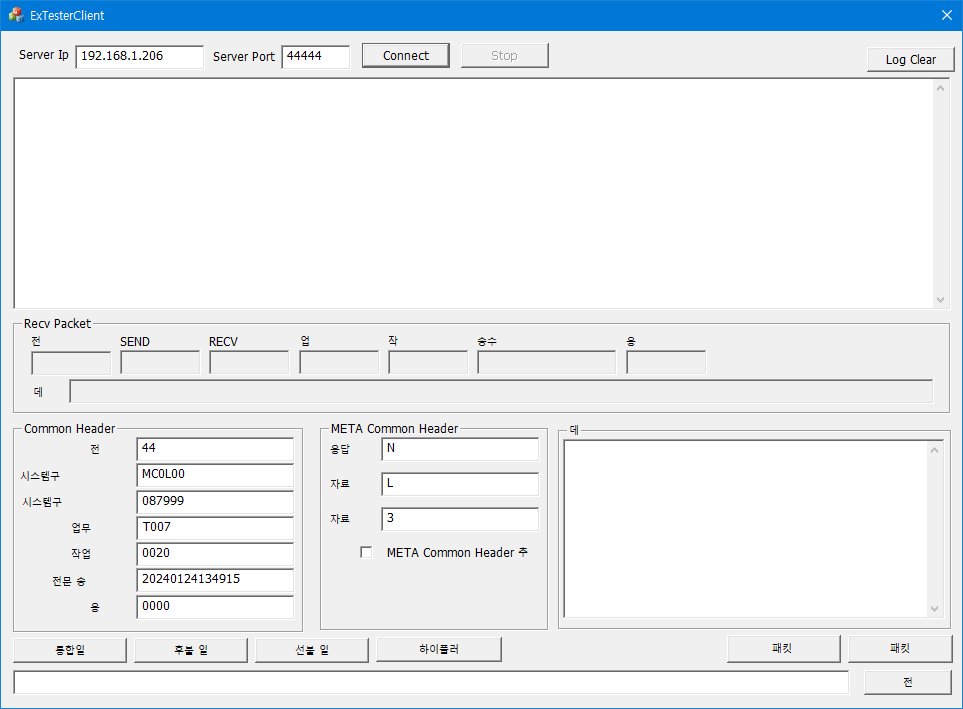 ExTesterClient
Server Ip 192.168.1.206 Server Port 44444 Connect Stop Log Clear
Recv Packet
전 SEND RECV 업 작 송수 응
데
Common Header
전 44
시스템구 MC0L00
시스템구 087999
업무 T007
작업 0020
전문 송 20240124134915
응 0000
META Common Header
응답 N
자료 L
자료 3
META Common Header 추
데
통합일 후불 일 선불 일 하이플러 패킷 패킷
전